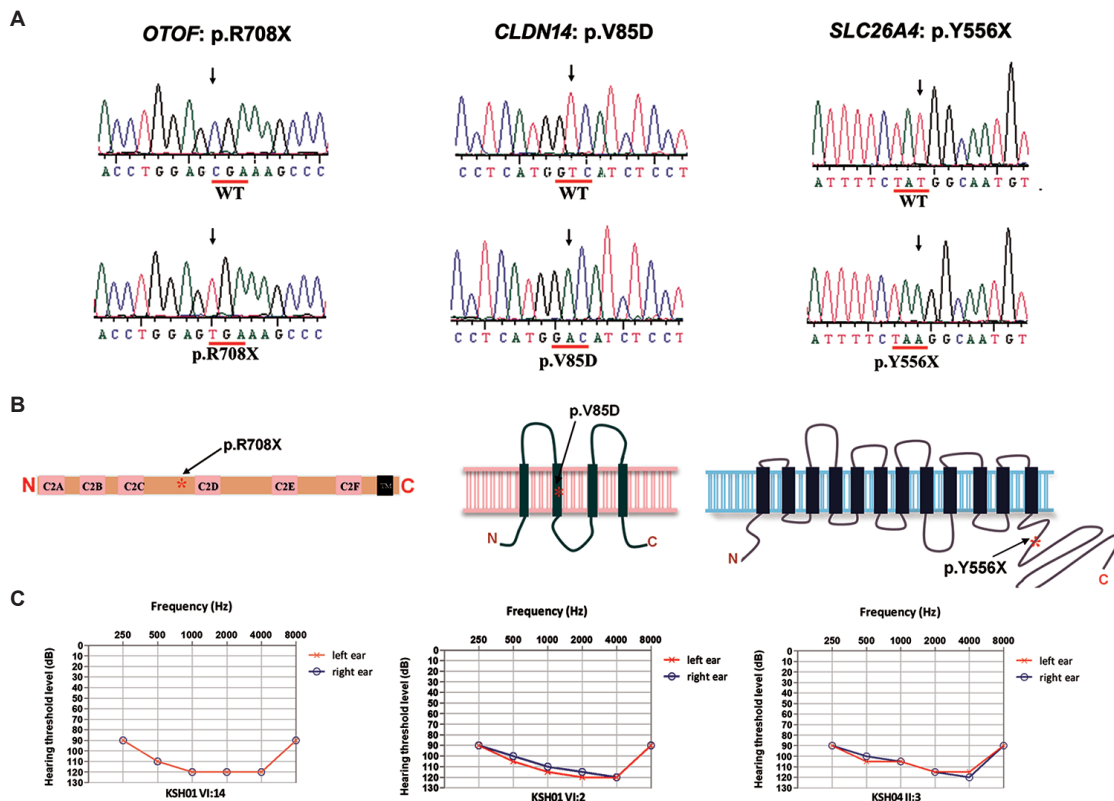 A
OTOF: p.R708X
CLDN14: p.V85D
SLC26A4: p.Y556X
ACCTGGAGCGAAAGCCC
WT
CCTCATGGTCATCTCCT
WT
ATTTTCTATGGCAATGT
WT
ACCTGGAGTGAAAGCCC
p.R708X
CCTCATGGACATCTCCT
p.V85D
ATTTTCTAAGGCAATGT
p.Y556X
B
p.R708X
N C2A C2B C2C * C2D C2E C2F TM C
p.V85D
*
N C
N
*
p.Y556X
C
C
Frequency (Hz)
250 500 1000 2000 4000 8000
Hearing threshold level (dB)
0
10
20
30
40
50
60
70
80
90
100
110
120
130
left ear
right ear
KSH01 VI:14
Frequency (Hz)
250 500 1000 2000 4000 8000
Hearing threshold level (dB)
0
10
20
30
40
50
60
70
80
90
100
110
120
130
left ear
right ear
KSH01 VI:2
Frequency (Hz)
250 500 1000 2000 4000 8000
Hearing threshold level (dB)
0
10
20
30
40
50
60
70
80
90
100
110
120
130
left ear
right ear
KSH04 II:3